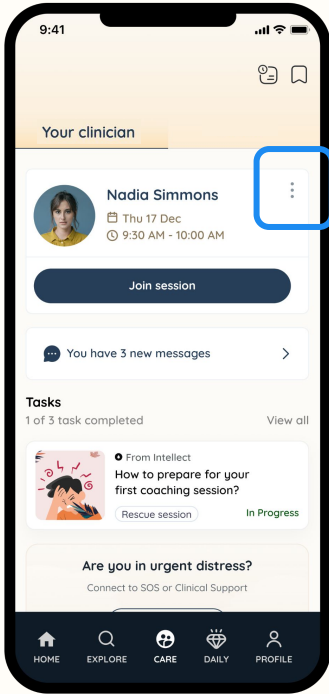 9:41
Your clinician
Nadia Simmons
Thu 17 Dec
9:30 AM - 10:00 AM
Join session
You have 3 new messages
Tasks
1 of 3 task completed
View all
From Intellect
How to prepare for your
first coaching session?
Rescue session
In Progress
Are you in urgent distress?
Connect to SOS or Clinical Support
HOME
EXPLORE
CARE
DAILY
PROFILE